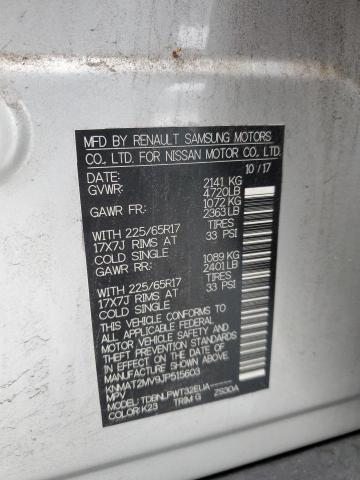 MFD BY RENAULT SAMSUNG MOTORS
CO., LTD. FOR NISSAN MOTOR CO., LTD.
DATE: 10/17
GVWR: 2141 KG
4720LB
GAWR FR: 1072 KG
2363LB
WITH 225/65R17 TIRES
17X7J RIMS AT 33 PSI
COLD SINGLE
GAWR RR: 1089 KG
2401LB
WITH 225/65R17 TIRES
17X7J RIMS AT 33 PSI
COLD SINGLE
THIS VEHICLE CONFORMS TO
ALL APPLICABLE FEDERAL MOTOR
VEHICLE SAFETY AND THEFT
PREVENTION STANDARDS IN
EFFECT ON THE DATE OF
MANUFACTURE SHOWN ABOVE.
KNMAT2MV9JP515603
MPV
MODEL: TDBNLPWT32EUA-----
COLOR:K23 TRIM:G ZS30A